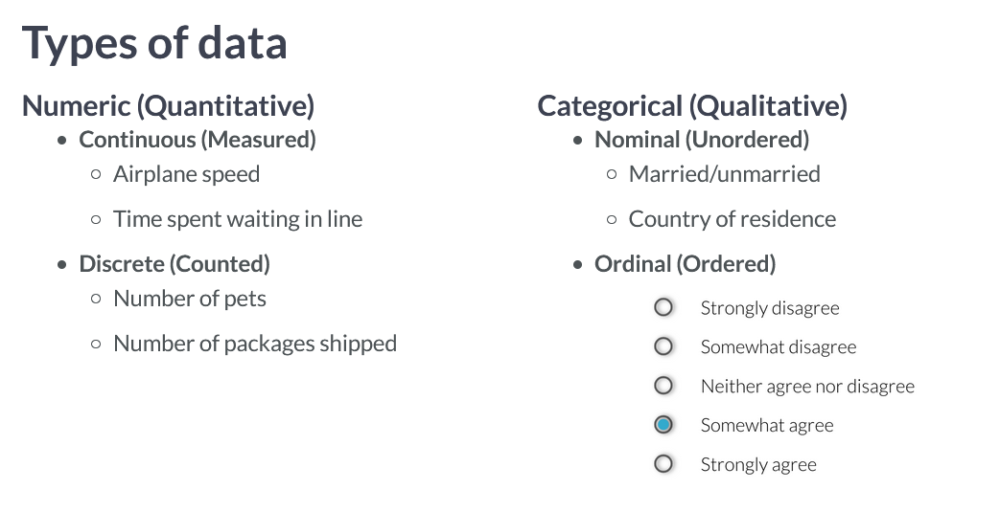 Types of data
Numeric (Quantitative)
Continuous (Measured)
Airplane speed
Time spent waiting in line
Discrete (Counted)
Number of pets
Number of packages shipped
Categorical (Qualitative)
Nominal (Unordered)
Married/unmarried
Country of residence
Ordinal (Ordered)
Strongly disagree
Somewhat disagree
Neither agree nor disagree
Somewhat agree
Strongly agree